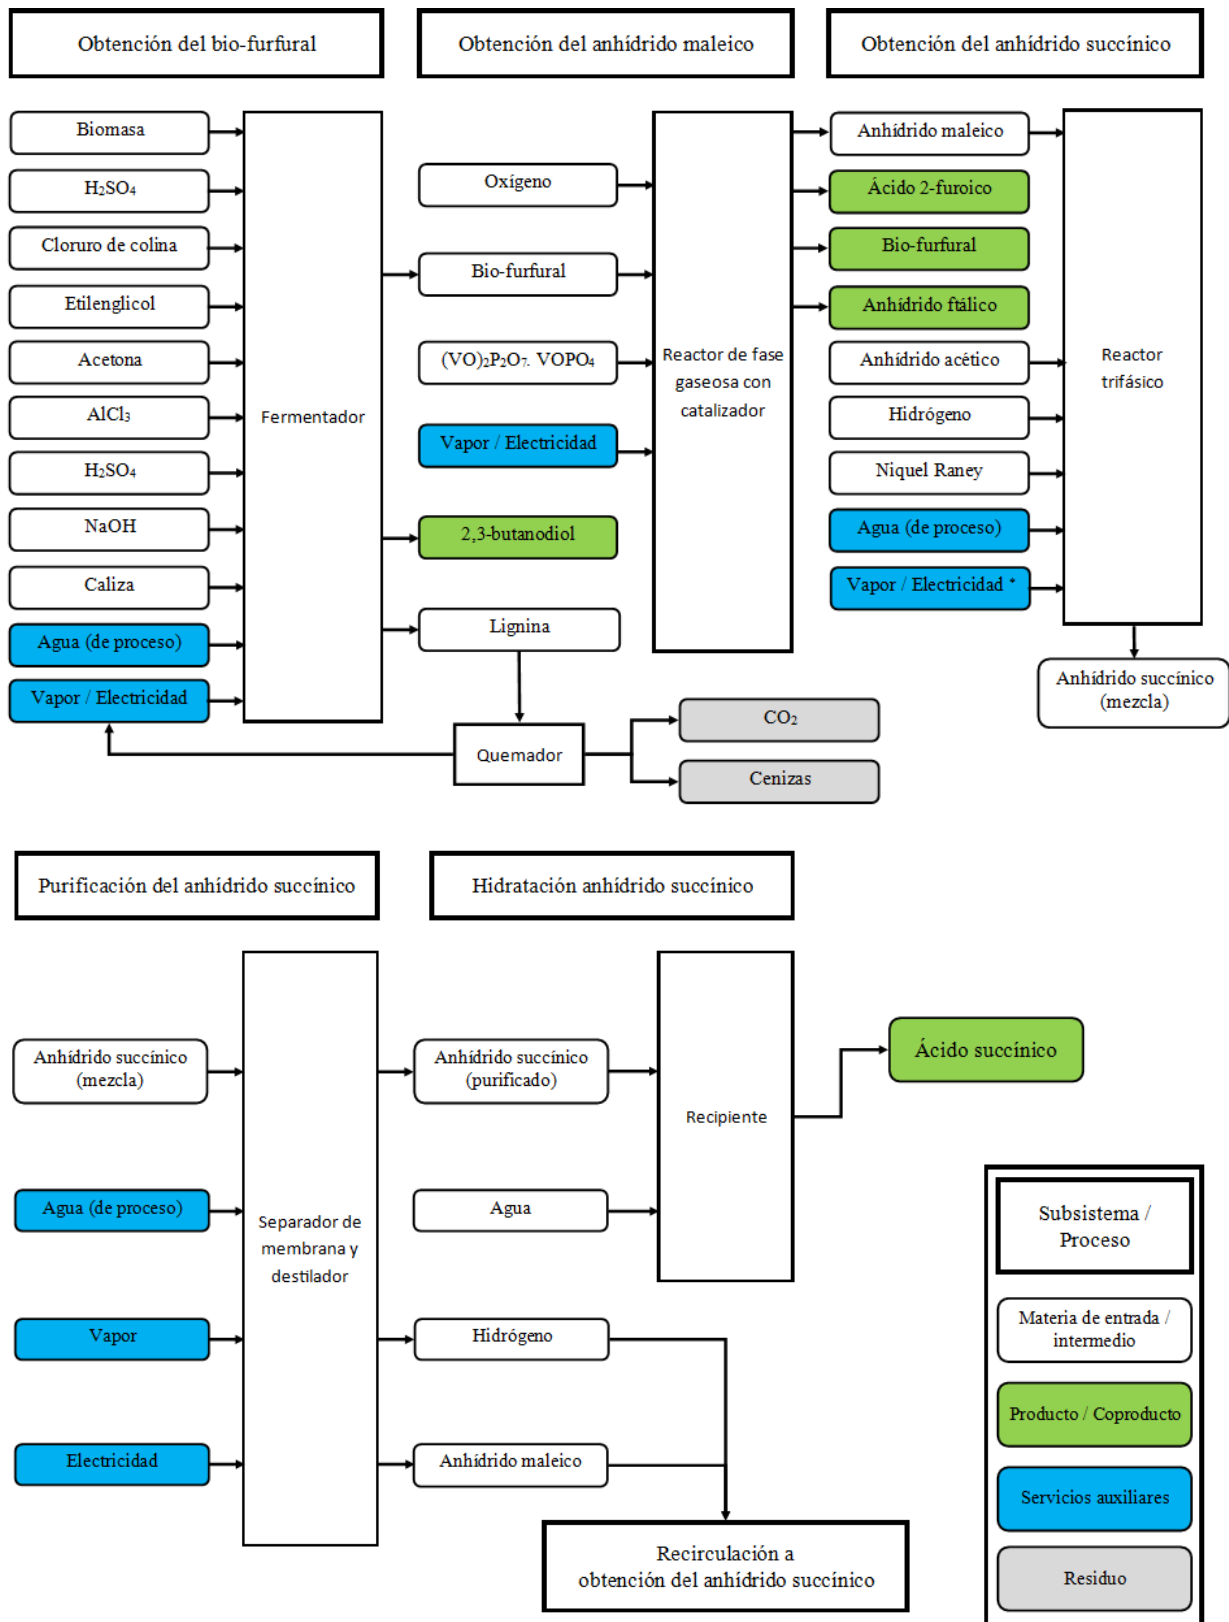 Obtención del bio-furfural
Obtención del anhídrido maleico
Obtención del anhídrido succínico
Biomasa
H₂SO₄
Cloruro de colina
Etilenglicol
Acetona
AlCl₃
H₂SO₄
NaOH
Caliza
Agua (de proceso)
Vapor / Electricidad
Fermentador
Oxígeno
Bio-furfural
(VO)₂P₂O₇. VOPO₄
Vapor / Electricidad
2,3-butanodiol
Lignina
Quemador
CO₂
Cenizas
Reactor de fase
gaseosa con
catalizador
Anhídrido maleico
Ácido 2-furoico
Bio-furfural
Anhídrido ftálico
Anhídrido acético
Hidrógeno
Niquel Raney
Agua (de proceso)
Vapor / Electricidad *
Reactor
trifásico
Anhídrido succínico
(mezcla)
Purificación del anhídrido succínico
Hidratación anhídrido succínico
Anhídrido succínico
(mezcla)
Agua (de proceso)
Vapor
Electricidad
Separador de
membrana y
destilador
Anhídrido succínico
(purificado)
Agua
Hidrógeno
Anhídrido maleico
Recipiente
Ácido succínico
Recirculación a
obtención del anhídrido succínico
Subsistema /
Proceso
Materia de entrada /
intermedio
Producto / Coproducto
Servicios auxiliares
Residuo